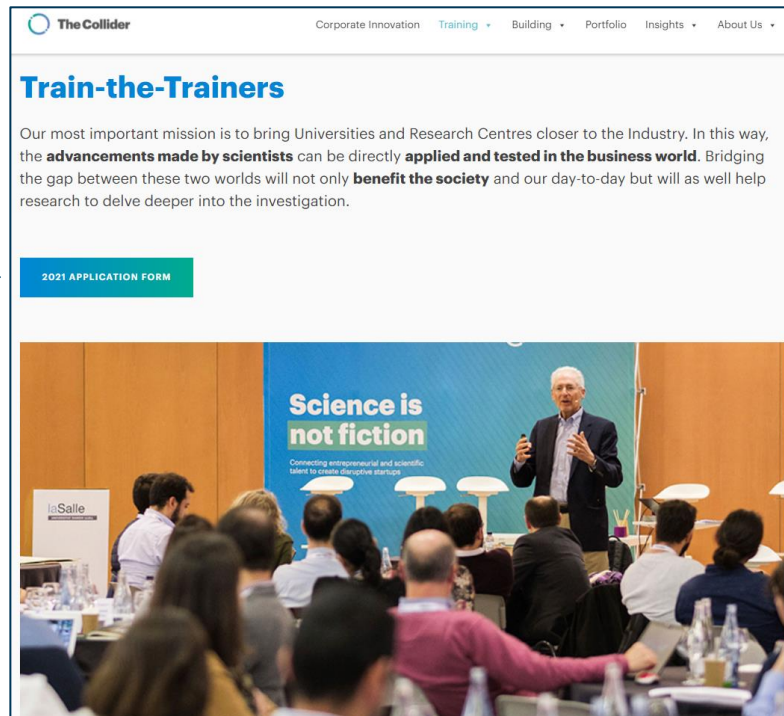 The Collider
Corporate Innovation Training Building Portfolio Insights About Us
Train-the-Trainers
Our most important mission is to bring Universities and Research Centres closer to the Industry. In this way,
the advancements made by scientists can be directly applied and tested in the business world. Bridging
the gap between these two worlds will not only benefit the society and our day-to-day but will as well help
research to delve deeper into the investigation.
2021 APPLICATION FORM
Science is
not fiction
Connecting entrepreneurial and scientific
talent to create disruptive startups
laSalle